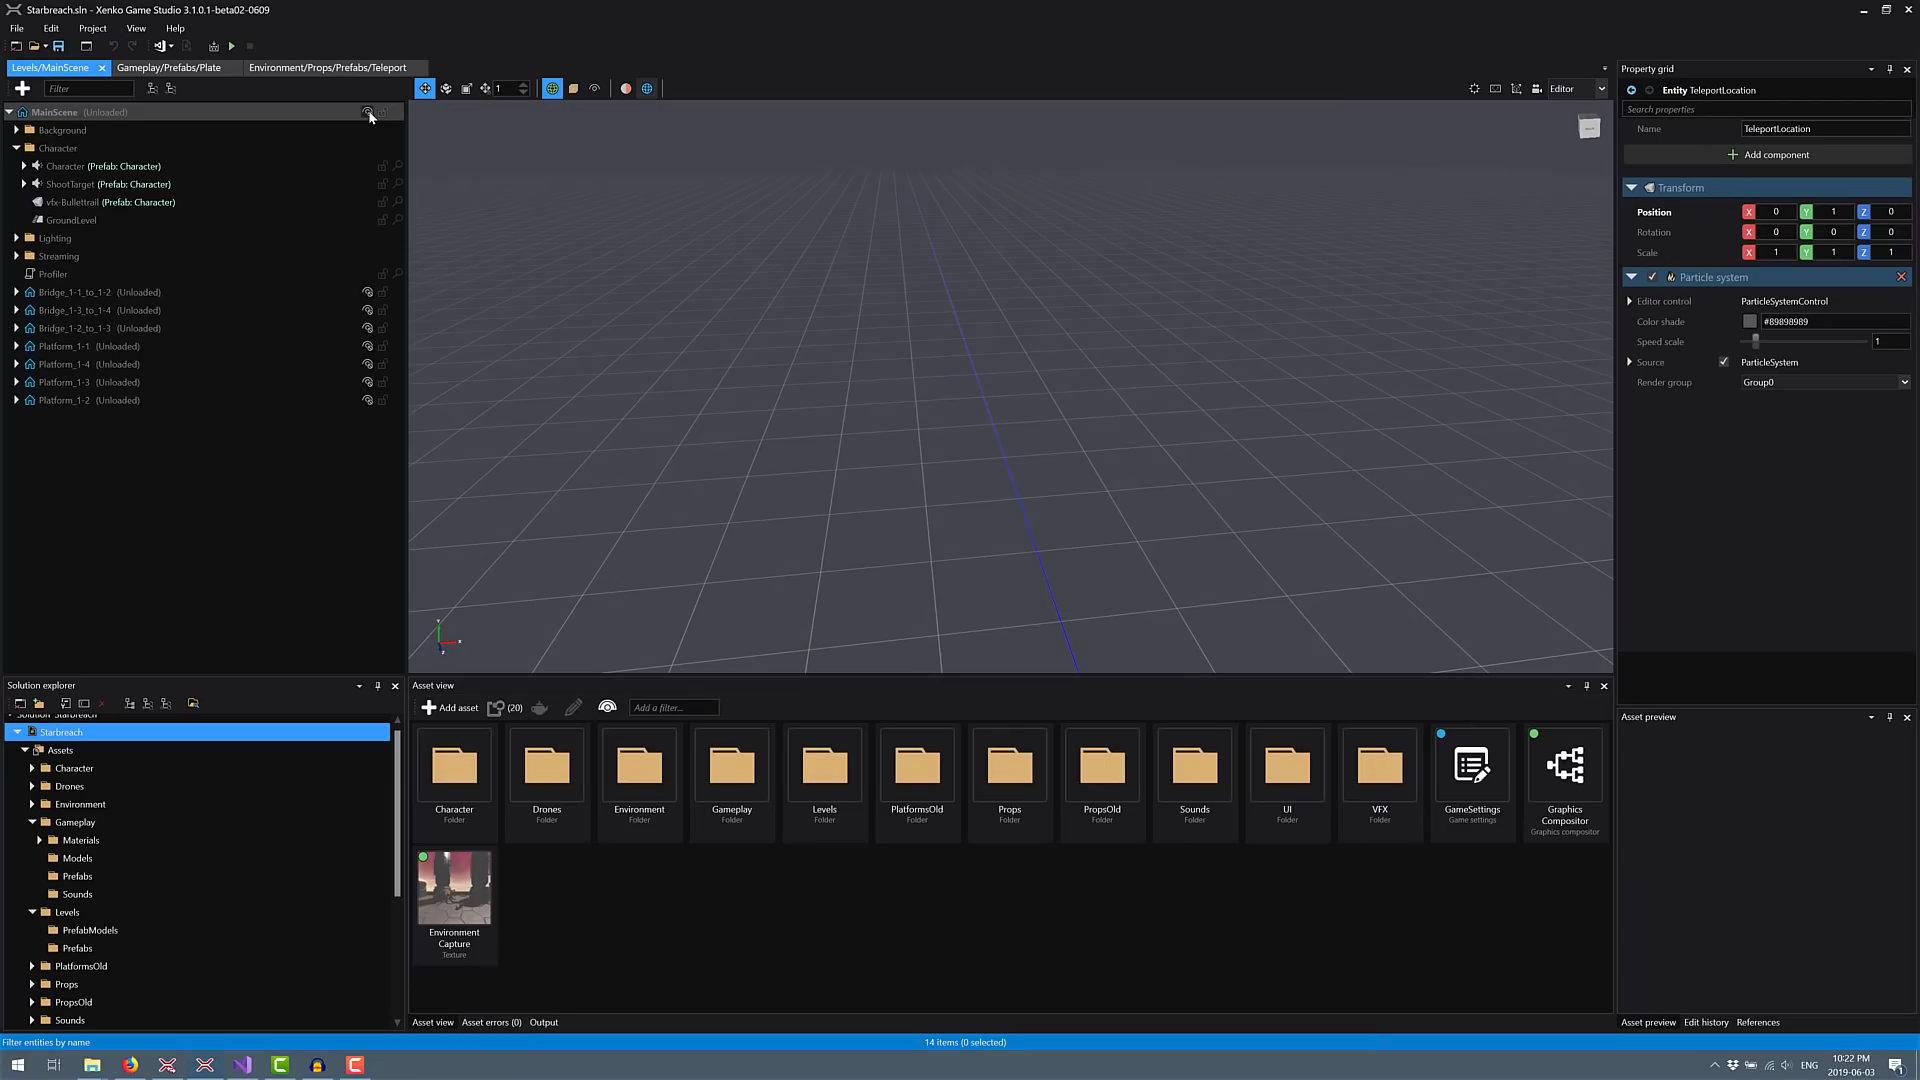 Starbreach.sln - Xenko Game Studio 3.1.0.1-beta02-0609
File Edit Project View Help
Levels/MainScene Gameplay/Prefabs/Plate Environment/Props/Prefabs/Teleport
Filter
1
Editor
MainScene (Unloaded)
Background
Character
Character (Prefab: Character)
ShootTarget (Prefab: Character)
vfx-Bullettrail (Prefab: Character)
GroundLevel
Lighting
Streaming
Profiler
Bridge_1-1_to_1-2 (Unloaded)
Bridge_1-3_to_1-4 (Unloaded)
Bridge_1-2_to_1-3 (Unloaded)
Platform_1-1 (Unloaded)
Platform_1-4 (Unloaded)
Platform_1-3 (Unloaded)
Platform_1-2 (Unloaded)
Property grid
Entity TeleportLocation
Search properties
Name TeleportLocation
Add component
Transform
Position X 0 Y 1 Z 0
Rotation X 0 Y 0 Z 0
Scale X 1 Y 1 Z 1
Particle system
Editor control ParticleSystemControl
Color shade #89898989
Speed scale 1
Source ParticleSystem
Render group Group0
Solution explorer
Solution Starbreach
Starbreach
Assets
Character
Drones
Environment
Gameplay
Materials
Models
Prefabs
Sounds
Levels
PrefabModels
Prefabs
PlatformsOld
Props
PropsOld
Sounds
Asset view
Add asset (20) Add a filter...
Character Folder
Drones Folder
Environment Folder
Gameplay Folder
Levels Folder
PlatformsOld Folder
Props Folder
PropsOld Folder
Sounds Folder
UI Folder
VFX Folder
GameSettings Game settings
Graphics Compositor Graphics compositor
Environment Capture Texture
Asset view Asset errors (0) Output
Asset preview
Asset preview Edit history References
Filter entities by name
14 items (0 selected)
ENG
10:22 PM
2019-06-03